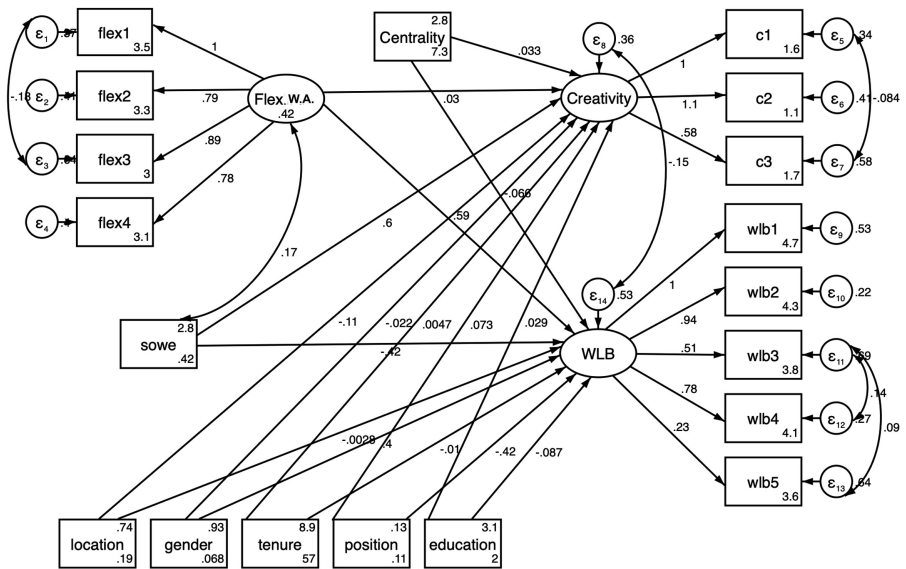 ε1
.37
flex1
3.5
ε2
flex2
3.3
ε3
flex3
3
ε4
flex4
3.1
-.18
1
.79
.89
.78
Flex. W.A.
.42
.17
2.8
Centrality
7.3
.033
.03
ε8
.36
Creativity
-.15
1
1.1
.58
c1
1.6
ε5
.34
c2
1.1
ε6
.41
-.084
c3
1.7
ε7
.58
-.066
.59
.6
2.8
sowe
.42
-.11
-.022
.0047
.073
.029
-.42
ε14
.53
WLB
1
.94
.51
.78
.23
wlb1
4.7
ε9
.53
wlb2
4.3
ε10
.22
wlb3
3.8
ε11
wlb4
4.1
ε12
.27
.14
.09
wlb5
3.6
ε13
.64
-.0028
.4
-.01
-.42
-.087
.74
location
.19
.93
gender
.068
8.9
tenure
57
.13
position
.11
3.1
education
2